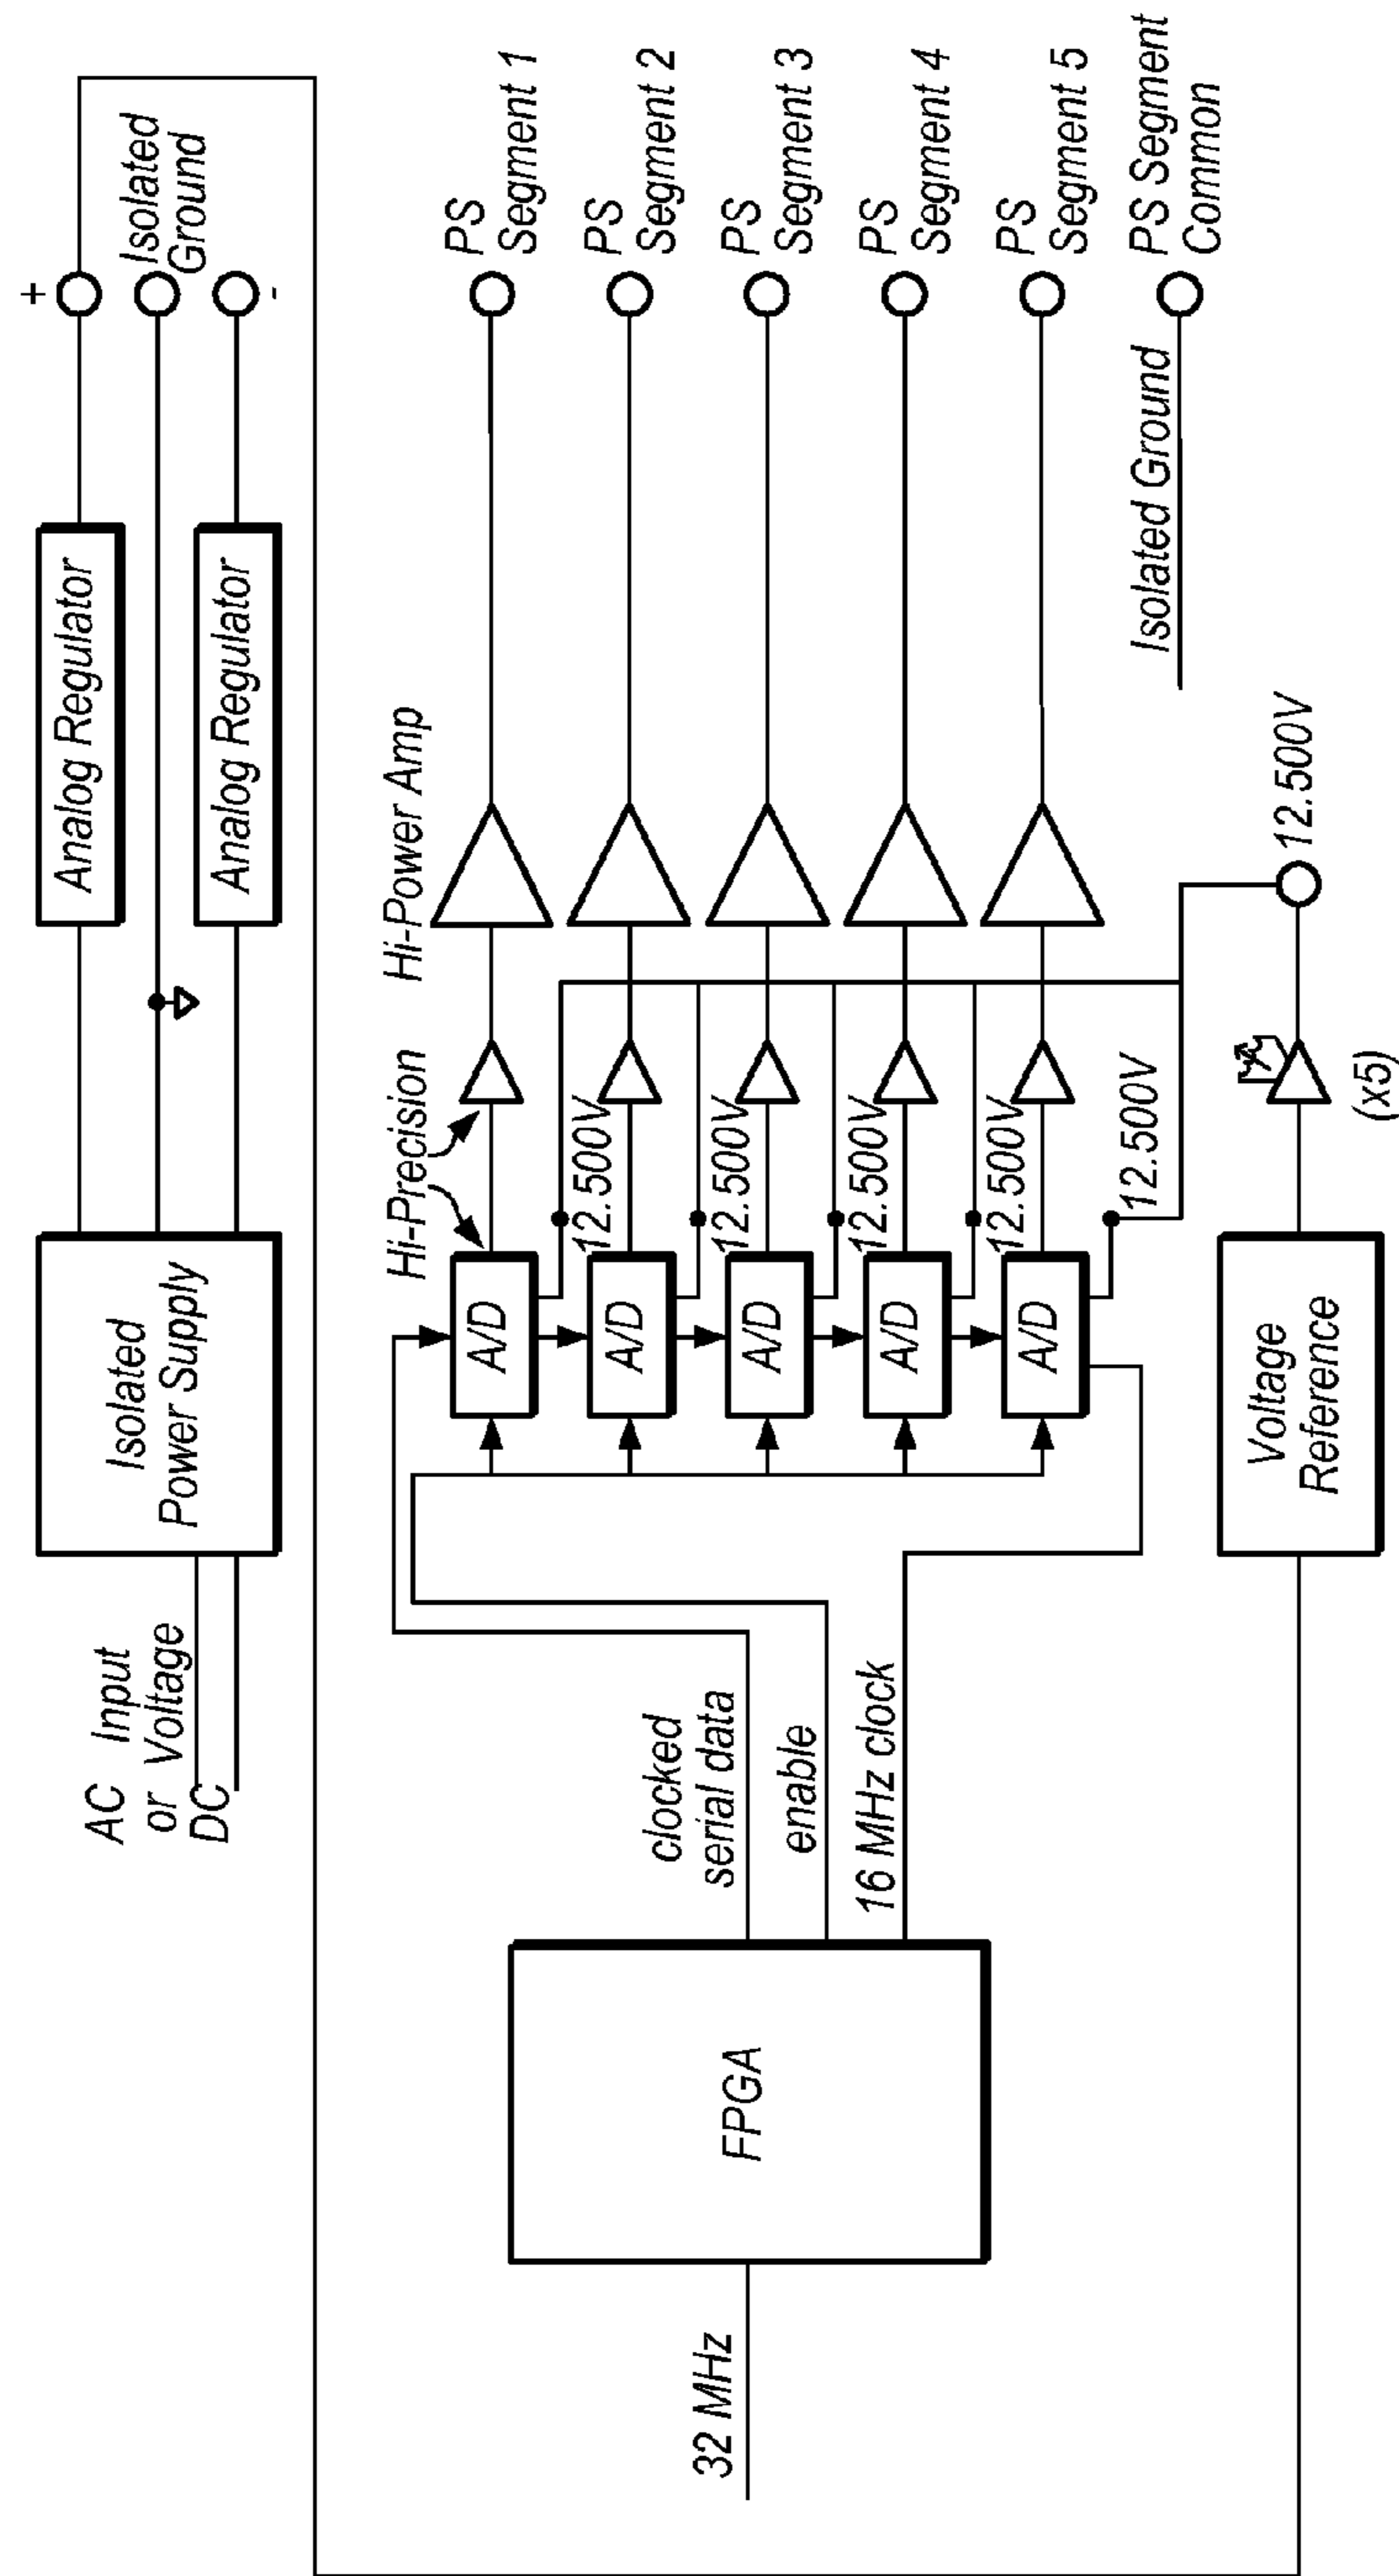 AC
or
DC
Input
Voltage
Isolated
Power Supply
Analog Regulator
Analog Regulator
+
Isolated
Ground
-
32 MHz
FPGA
clocked
serial data
enable
16 MHz clock
Hi-Precision
Hi-Power Amp
A/D
12.500V
PS
Segment 1
A/D
12.500V
PS
Segment 2
A/D
12.500V
PS
Segment 3
A/D
12.500V
PS
Segment 4
A/D
12.500V
PS
Segment 5
Isolated Ground
PS Segment
Common
Voltage
Reference
(x5)
12.500V